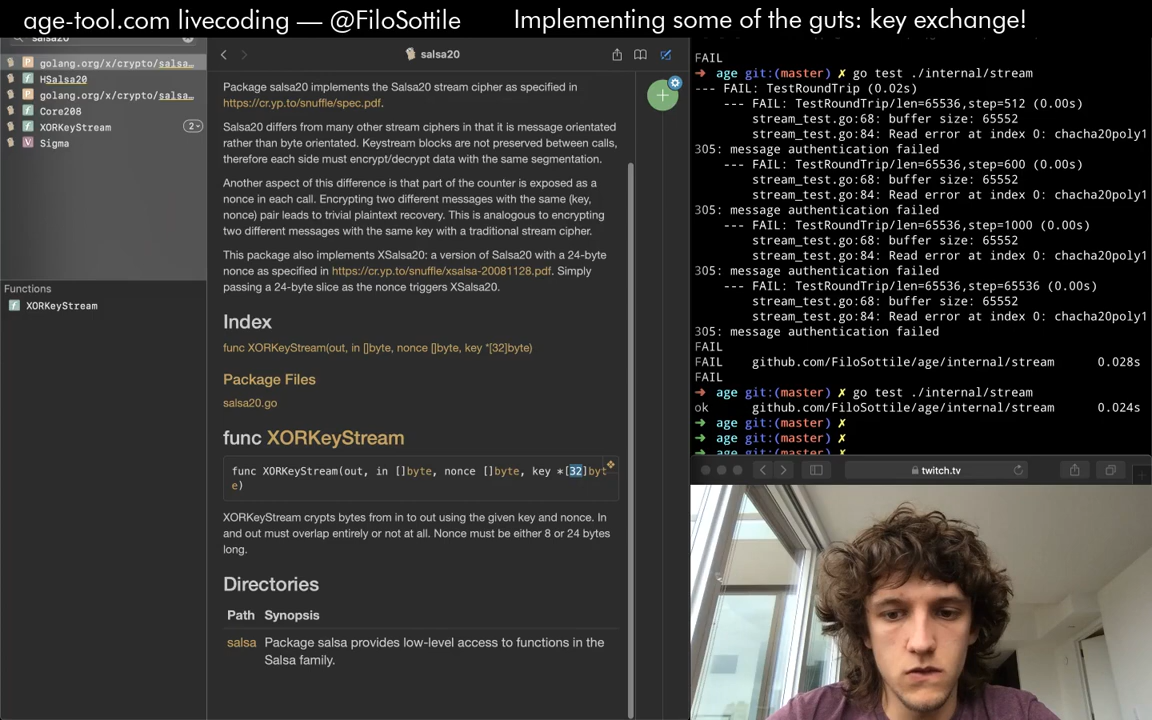 age-tool.com livecoding — @FiloSottile
Implementing some of the guts: key exchange!
salsa20
golang.org/x/crypto/salsa…
HSalsa20
golang.org/x/crypto/salsa…
Core208
XORKeyStream
2
Sigma
Functions
XORKeyStream
salsa20
Package salsa20 implements the Salsa20 stream cipher as specified in
https://cr.yp.to/snuffle/spec.pdf.
Salsa20 differs from many other stream ciphers in that it is message orientated
rather than byte orientated. Keystream blocks are not preserved between calls,
therefore each side must encrypt/decrypt data with the same segmentation.
Another aspect of this difference is that part of the counter is exposed as a
nonce in each call. Encrypting two different messages with the same (key,
nonce) pair leads to trivial plaintext recovery. This is analogous to encrypting
two different messages with the same key with a traditional stream cipher.
This package also implements XSalsa20: a version of Salsa20 with a 24-byte
nonce as specified in https://cr.yp.to/snuffle/xsalsa-20081128.pdf. Simply
passing a 24-byte slice as the nonce triggers XSalsa20.
Index
func XORKeyStream(out, in []byte, nonce []byte, key *[32]byte)
Package Files
salsa20.go
func XORKeyStream
func XORKeyStream(out, in []byte, nonce []byte, key *[32]byt
e)
XORKeyStream crypts bytes from in to out using the given key and nonce. In
and out must overlap entirely or not at all. Nonce must be either 8 or 24 bytes
long.
Directories
Path Synopsis
salsa Package salsa provides low-level access to functions in the
Salsa family.
FAIL
➜ age git:(master) ✗ go test ./internal/stream
--- FAIL: TestRoundTrip (0.02s)
--- FAIL: TestRoundTrip/len=65536,step=512 (0.00s)
stream_test.go:68: buffer size: 65552
stream_test.go:84: Read error at index 0: chacha20poly1
305: message authentication failed
--- FAIL: TestRoundTrip/len=65536,step=600 (0.00s)
stream_test.go:68: buffer size: 65552
stream_test.go:84: Read error at index 0: chacha20poly1
305: message authentication failed
--- FAIL: TestRoundTrip/len=65536,step=1000 (0.00s)
stream_test.go:68: buffer size: 65552
stream_test.go:84: Read error at index 0: chacha20poly1
305: message authentication failed
--- FAIL: TestRoundTrip/len=65536,step=65536 (0.00s)
stream_test.go:68: buffer size: 65552
stream_test.go:84: Read error at index 0: chacha20poly1
305: message authentication failed
FAIL
FAIL github.com/FiloSottile/age/internal/stream 0.028s
FAIL
➜ age git:(master) ✗ go test ./internal/stream
ok github.com/FiloSottile/age/internal/stream 0.024s
➜ age git:(master) ✗
➜ age git:(master) ✗
➜ age git:(master) ✗
twitch.tv